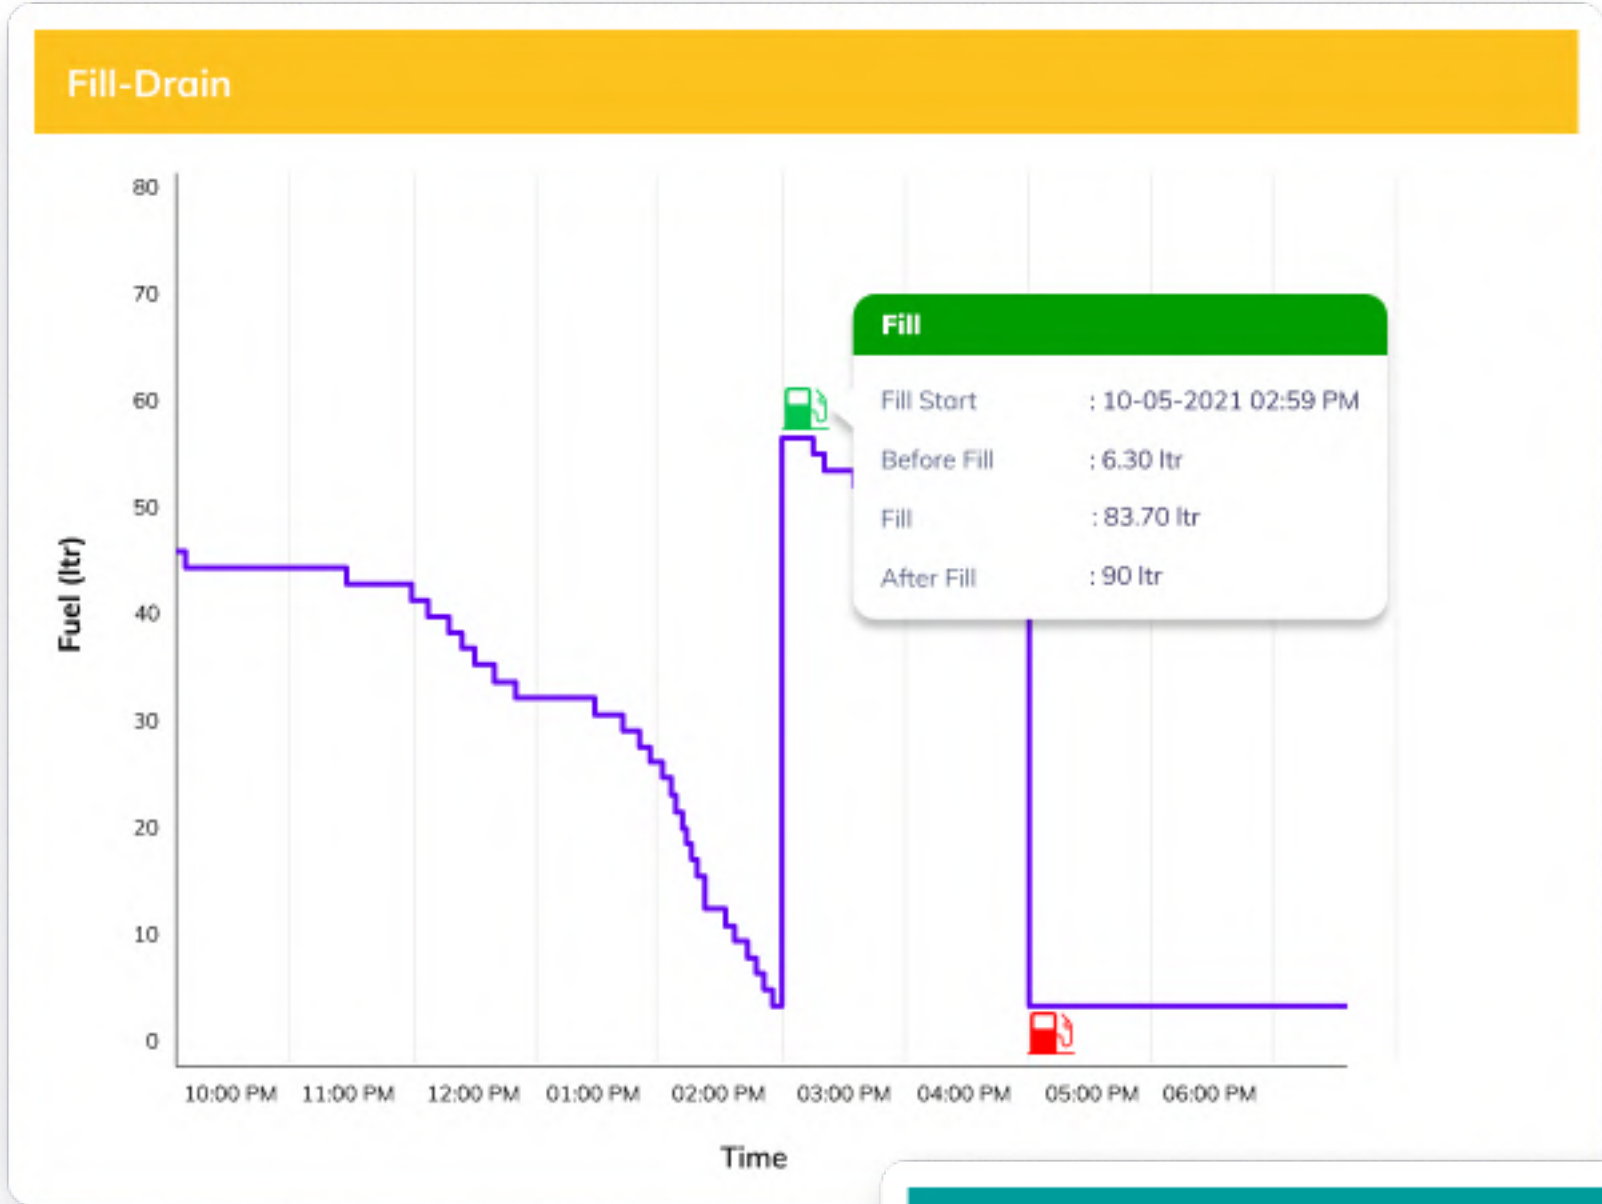 Fill-Drain
80
70
60
50
40
30
20
10
0
Fuel (ltr)
Fill
Fill Start : 10-05-2021 02:59 PM
Before Fill : 6.30 ltr
Fill : 83.70 ltr
After Fill : 90 ltr
10:00 PM 11:00 PM 12:00 PM 01:00 PM 02:00 PM 03:00 PM 04:00 PM 05:00 PM 06:00 PM
Time